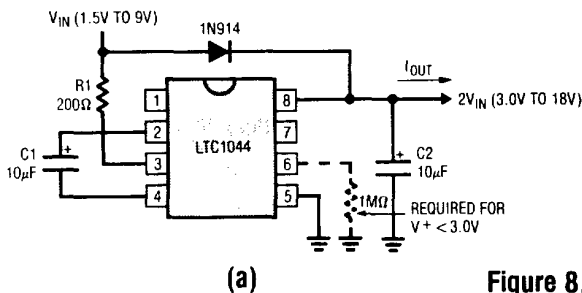 V_IN (1.5V TO 9V)
1N914
I_OUT
2V_IN (3.0V TO 18V)
R1
200Ω
1
2
3
4
LTC1044
8
7
6
5
C1
10μF
+
+
C2
10μF
1MΩ
REQUIRED FOR
V+ < 3.0V
(a)
Figure 8.